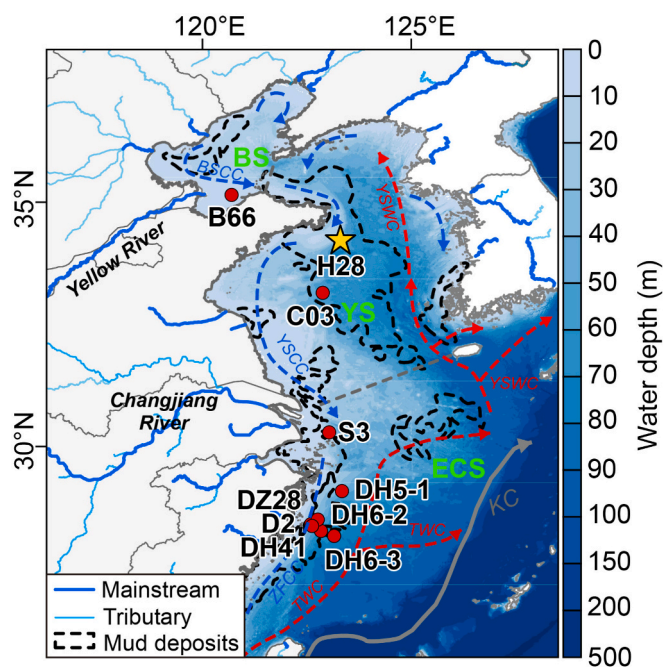 120°E
125°E
35°N
30°N
BS
BSCC
B66
Yellow River
YSWC
H28
C03
YS
YSCC
YSWC
Changjiang
River
S3
ECS
DZ28
DH5-1
D2
DH6-2
DH41
DH6-3
KC
TWC
ZFCC
TWC
Mainstream
Tributary
Mud deposits
0
10
20
30
40
50
60
70
80
90
100
200
300
500
Water depth (m)